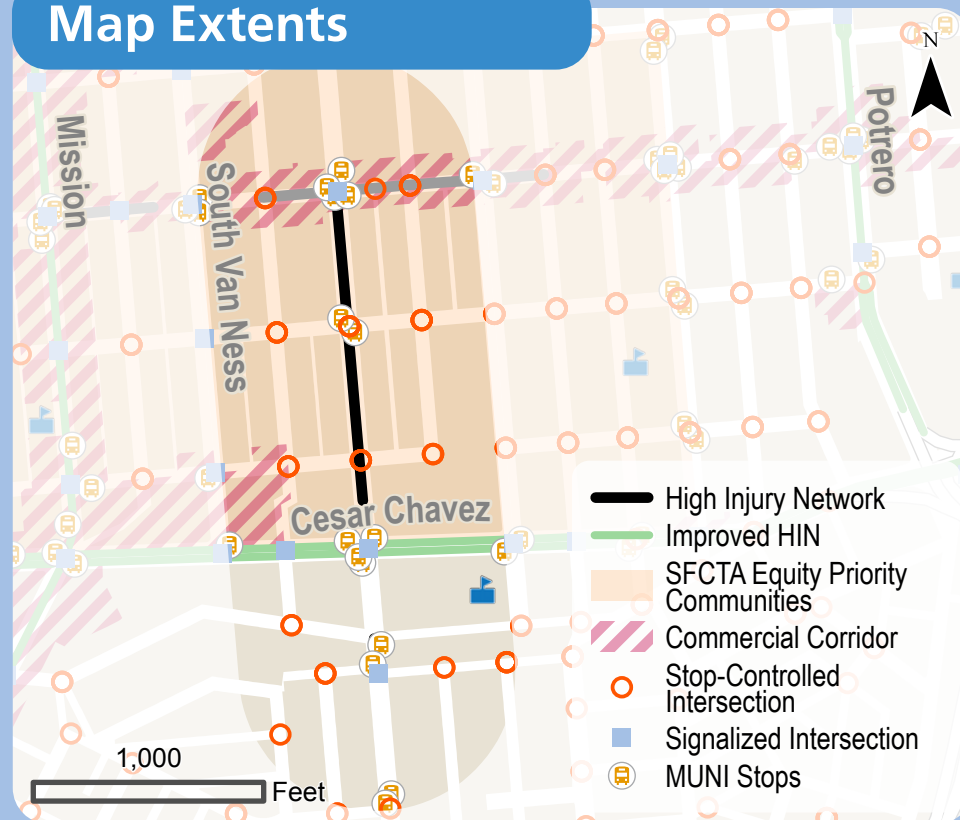 Map Extents
N
Mission
South Van Ness
Potrero
Cesar Chavez
High Injury Network
Improved HIN
SFCTA Equity Priority
Communities
Commercial Corridor
Stop-Controlled
Intersection
Signalized Intersection
MUNI Stops
1,000
Feet